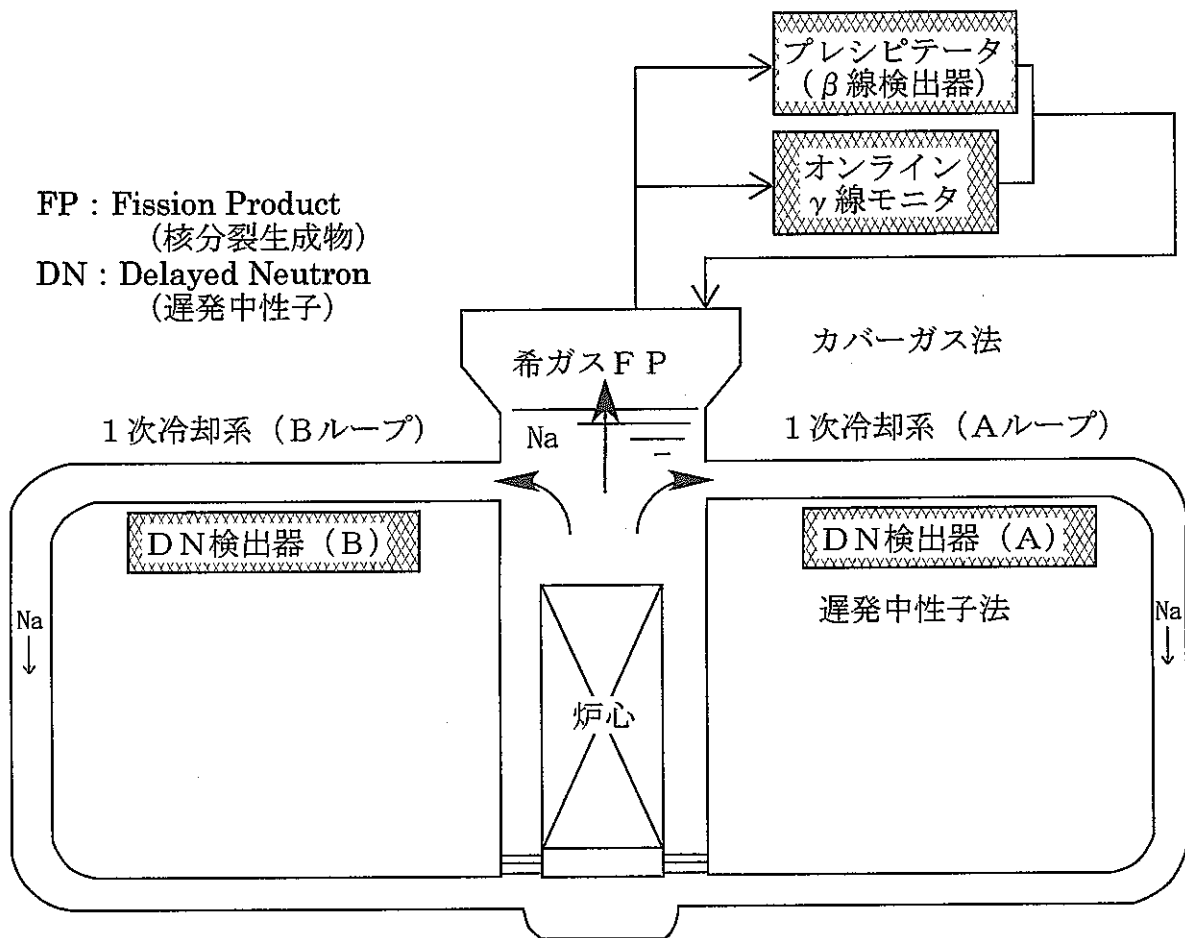 プレシピテータ
(β線検出器)
オンライン
γ線モニタ
FP : Fission Product
(核分裂生成物)
DN : Delayed Neutron
(遅発中性子)
カバーガス法
希ガスFP
1次冷却系(Bループ)
Na
1次冷却系(Aループ)
DN検出器(B)
DN検出器(A)
遅発中性子法
Na
Na
炉心